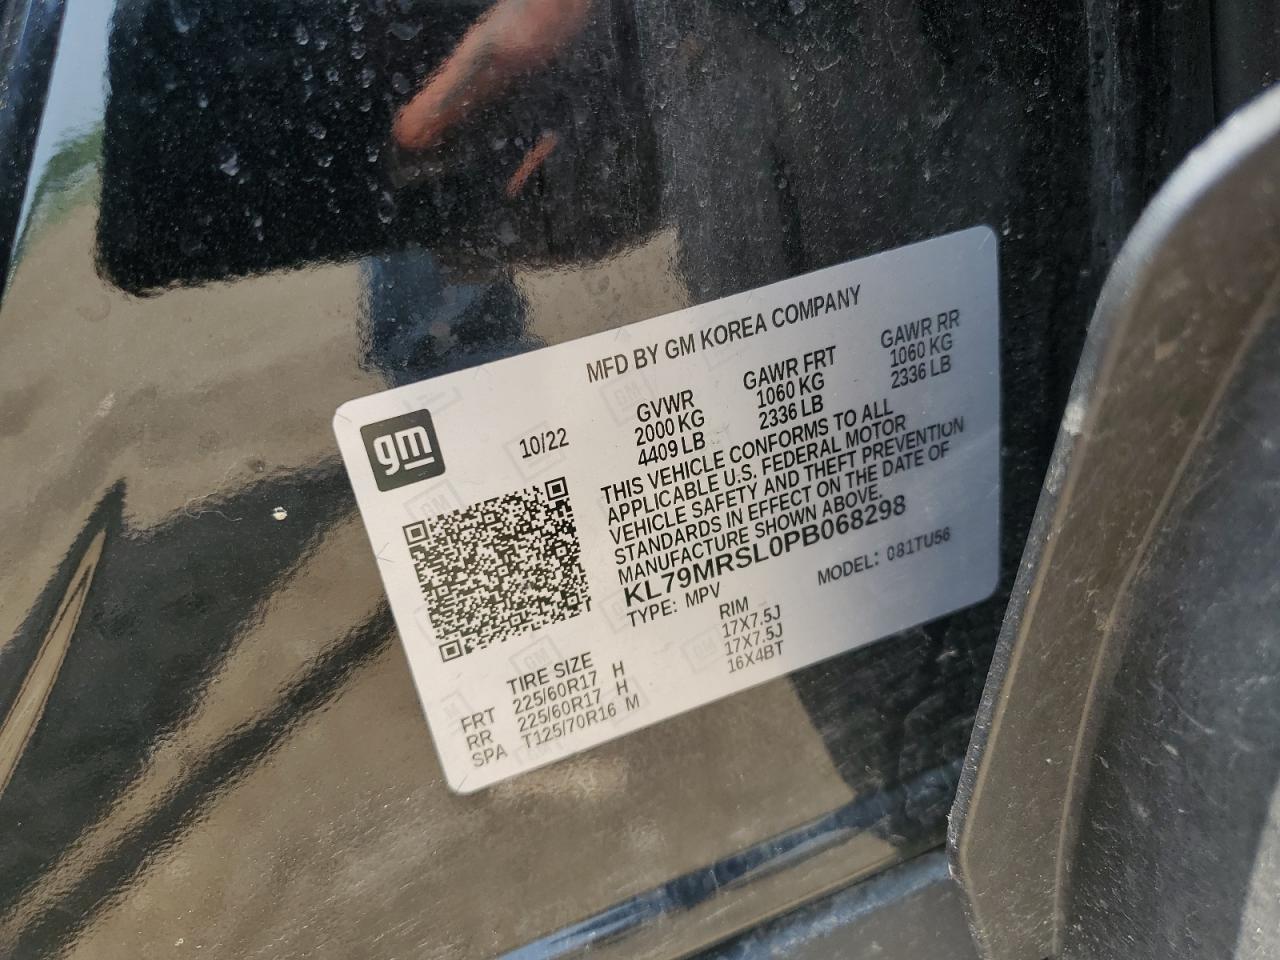 MFD BY GM KOREA COMPANY
gm
10/22
GVWR GAWR FRT GAWR RR
2000 KG 1060 KG 1060 KG
4409 LB 2336 LB 2336 LB
THIS VEHICLE CONFORMS TO ALL
APPLICABLE U.S. FEDERAL MOTOR
VEHICLE SAFETY AND THEFT PREVENTION
STANDARDS IN EFFECT ON THE DATE OF
MANUFACTURE SHOWN ABOVE.
KL79MRSL0PB068298
TYPE: MPV MODEL: 081TU56
TIRE SIZE RIM
FRT 225/60R17 H 17X7.5J
RR 225/60R17 H 17X7.5J
SPA T125/70R16 M 16X4BT